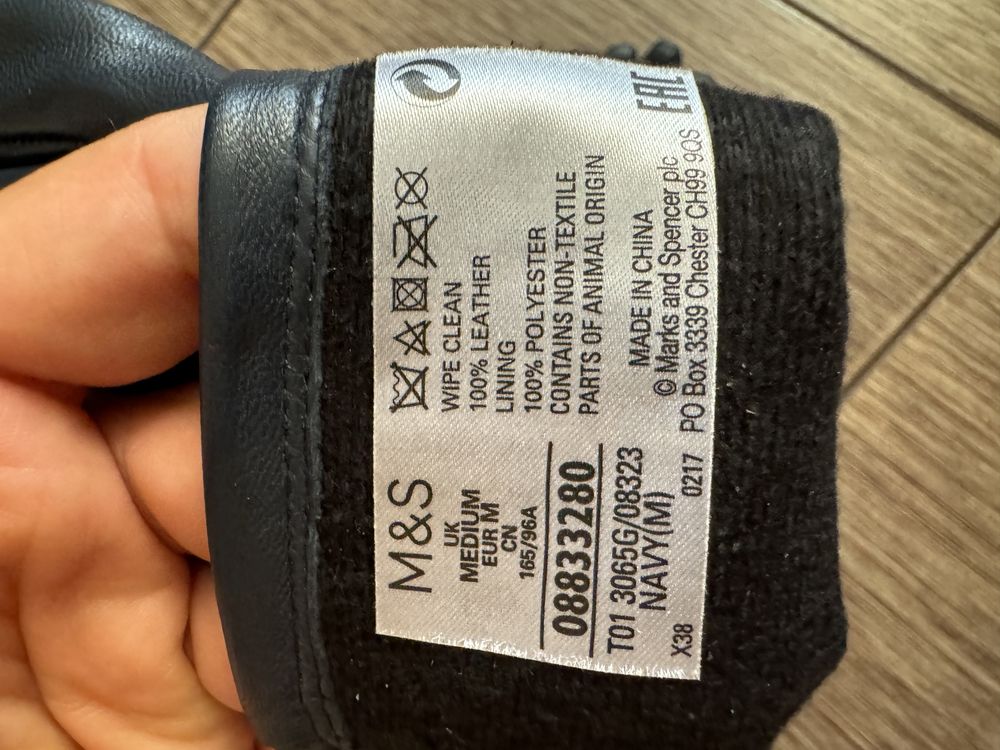 M&S
UK
MEDIUM
EUR M
CN
165/96A
08833280
T01 3065G/08323
NAVY(M)
X38
0217
WIPE CLEAN
100% LEATHER
LINING
100% POLYESTER
CONTAINS NON-TEXTILE
PARTS OF ANIMAL ORIGIN
MADE IN CHINA
© Marks and Spencer plc
PO Box 3339 Chester CH99 9QS
EAC